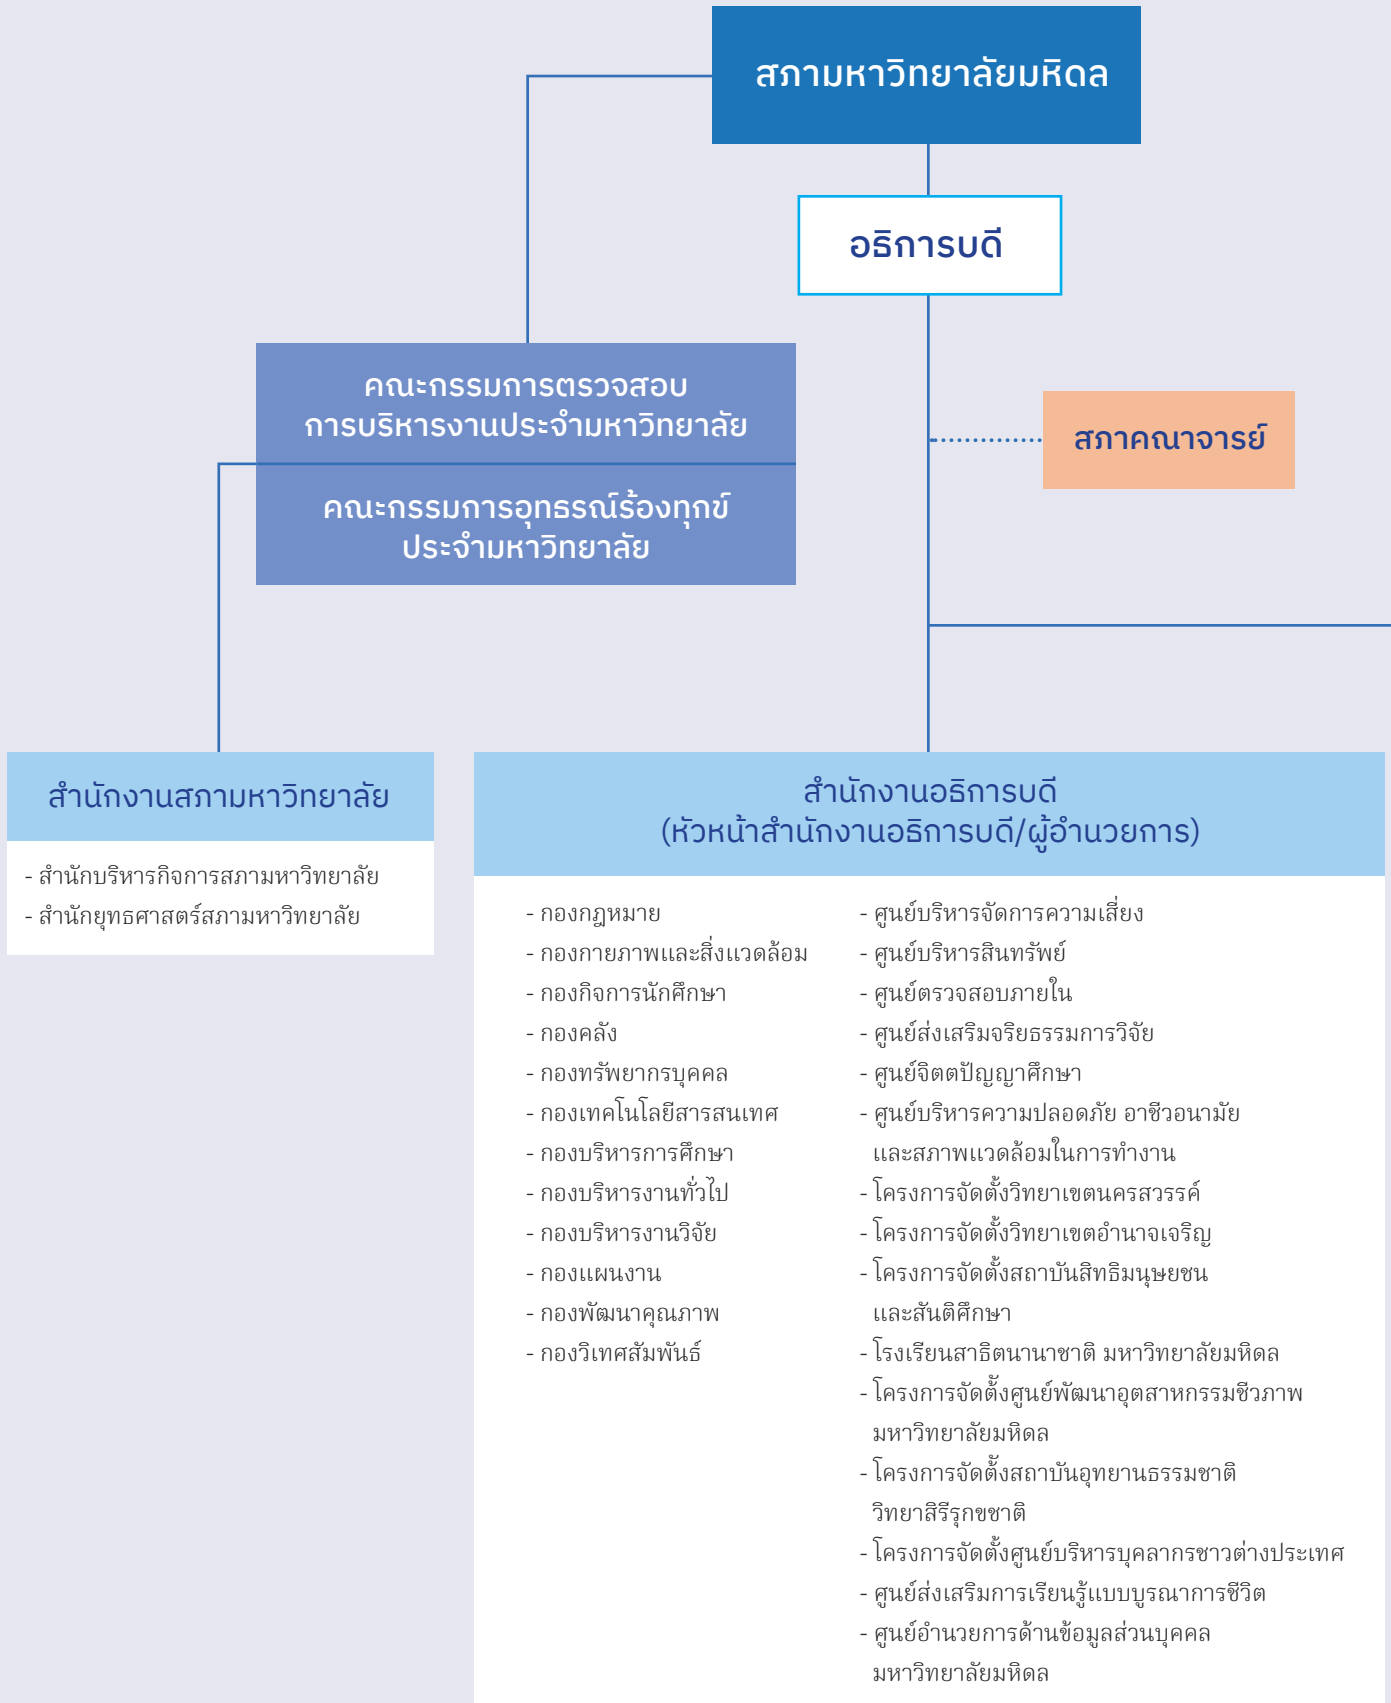 สภามหาวิทยาลัยมหิดล
อธิการบดี
คณะกรรมการตรวจสอบ
การบริหารงานประจำมหาวิทยาลัย
สภาคณาจารย์
คณะกรรมการอุทธรณ์ร้องทุกข์
ประจำมหาวิทยาลัย
สำนักงานสภามหาวิทยาลัย
- สำนักบริหารกิจการสภามหาวิทยาลัย
- สำนักยุทธศาสตร์สภามหาวิทยาลัย
สำนักงานอธิการบดี
(หัวหน้าสำนักงานอธิการบดี/ผู้อำนวยการ)
- กองกฎหมาย
- กองกายภาพและสิ่งแวดล้อม
- กองกิจการนักศึกษา
- กองคลัง
- กองทรัพยากรบุคคล
- กองเทคโนโลยีสารสนเทศ
- กองบริหารการศึกษา
- กองบริหารงานทั่วไป
- กองบริหารงานวิจัย
- กองแผนงาน
- กองพัฒนาคุณภาพ
- กองวิเทศสัมพันธ์
- ศูนย์บริหารจัดการความเสี่ยง
- ศูนย์บริหารสินทรัพย์
- ศูนย์ตรวจสอบภายใน
- ศูนย์ส่งเสริมจริยธรรมการวิจัย
- ศูนย์จิตตปัญญาศึกษา
- ศูนย์บริหารความปลอดภัย อาชีวอนามัย
และสภาพแวดล้อมในการทำงาน
- โครงการจัดตั้งวิทยาเขตนครสวรรค์
- โครงการจัดตั้งวิทยาเขตอำนาจเจริญ
- โครงการจัดตั้งสถาบันสิทธิมนุษยชน
และสันติศึกษา
- โรงเรียนสาธิตนานาชาติ มหาวิทยาลัยมหิดล
- โครงการจัดตั้งศูนย์พัฒนาอุตสาหกรรมชีวภาพ
มหาวิทยาลัยมหิดล
- โครงการจัดตั้งสถาบันอุทยานธรรมชาติ
วิทยาสิรีรุกขชาติ
- โครงการจัดตั้งศูนย์บริหารบุคลากรชาวต่างประเทศ
- ศูนย์ส่งเสริมการเรียนรู้แบบบูรณาการชีวิต
- ศูนย์อำนวยการด้านข้อมูลส่วนบุคคล
มหาวิทยาลัยมหิดล